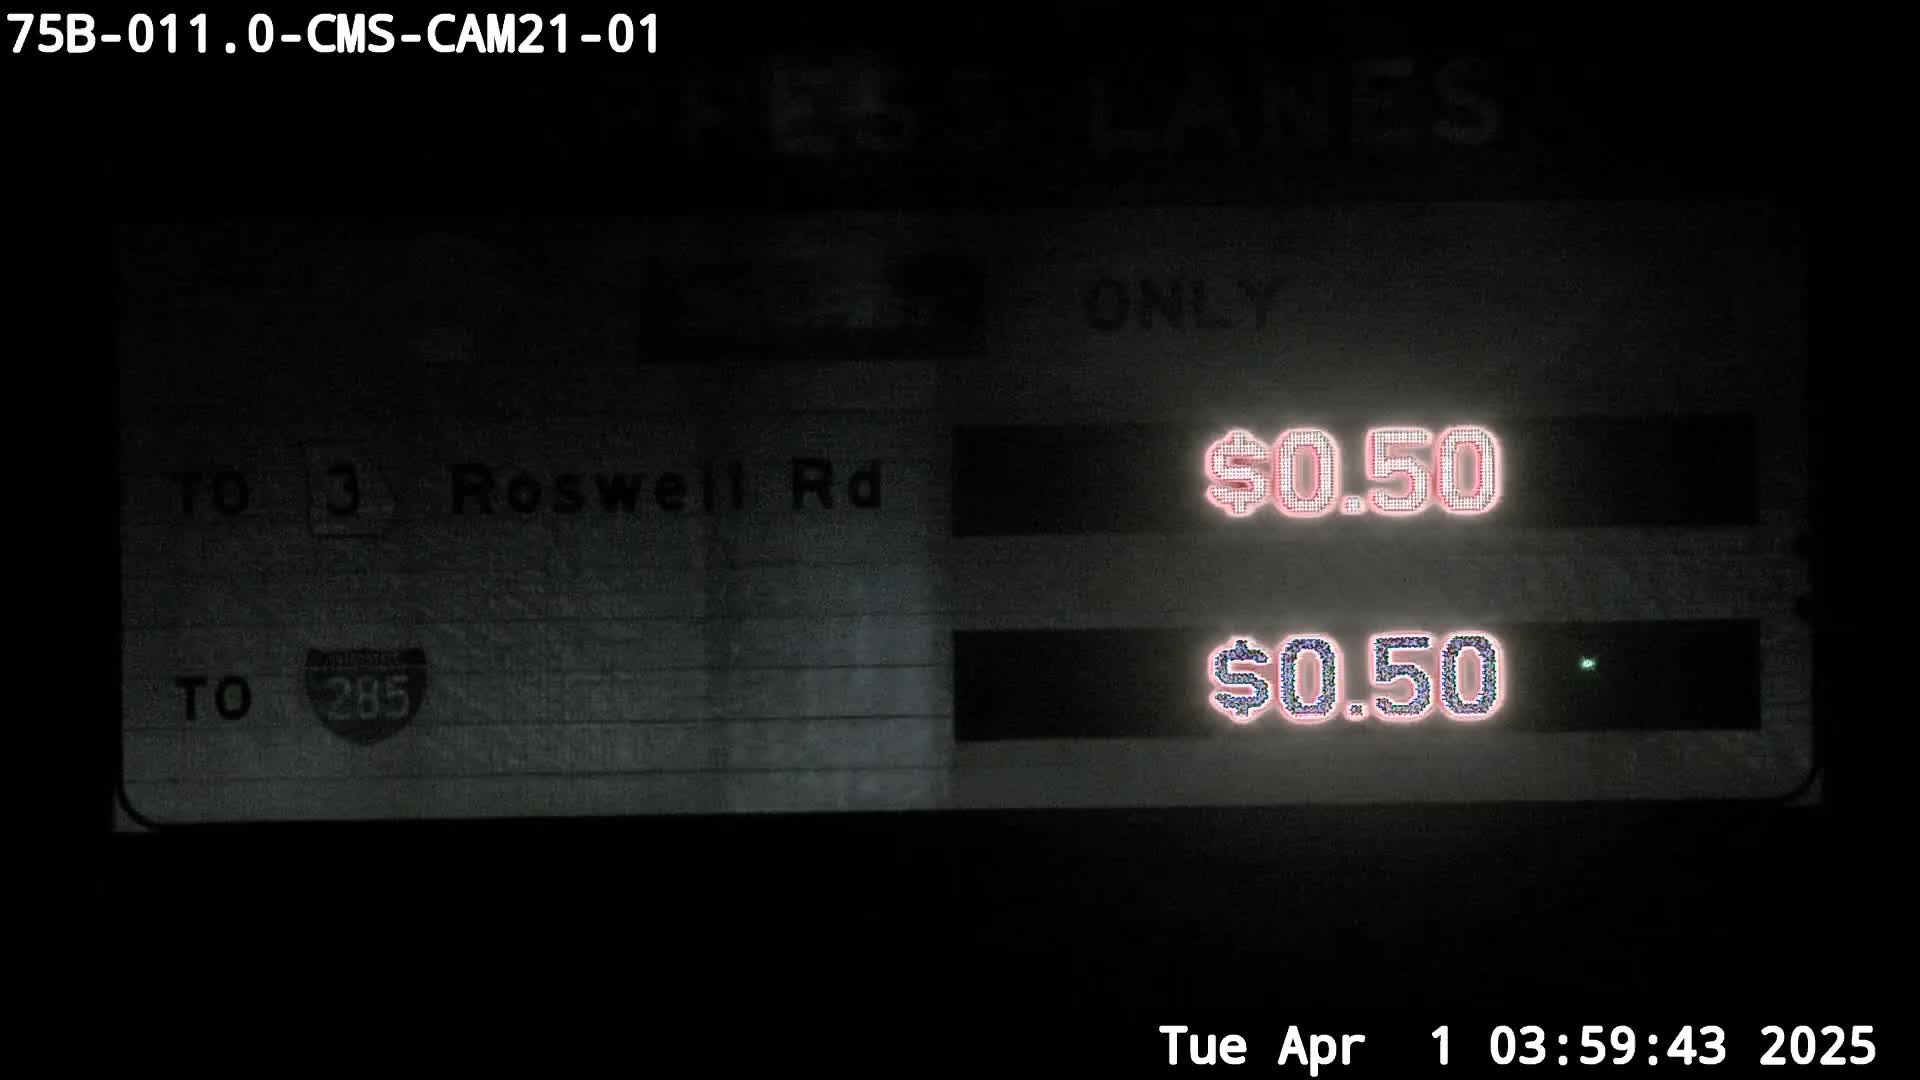 75B-011.0-CMS-CAM21-01
LANES
ONLY
TO 3 Roswell Rd $0.50
TO 285 $0.50
Tue Apr 1 03:59:43 2025